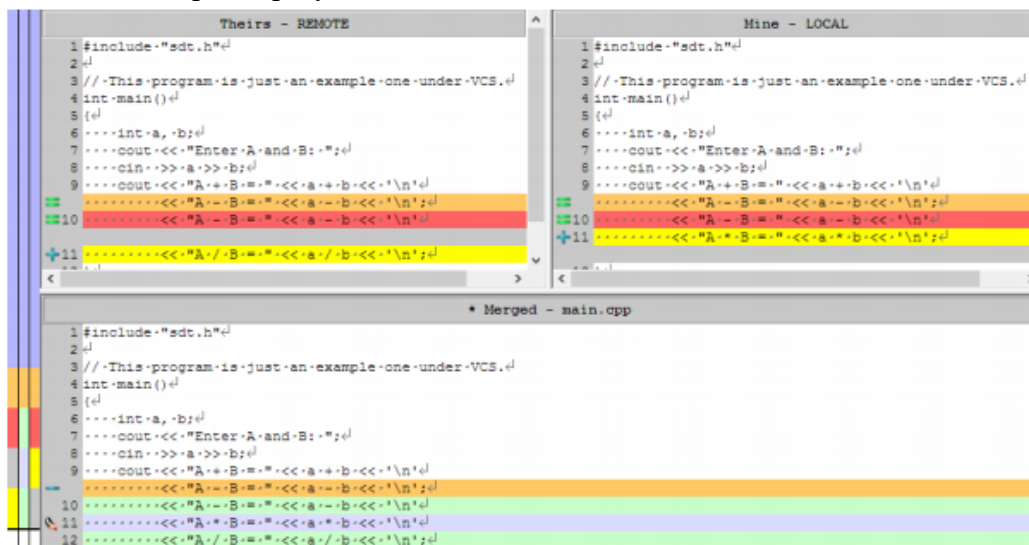 Theirs - REMOTE
1 #include·"sdt.h"↵
2 ↵
3 //·This·program·is·just·an·example·one·under·VCS.↵
4 int·main()↵
5 {↵
6 ····int·a,·b;↵
7 ····cout·<<·"Enter·A·and·B:·";↵
8 ····cin··>>·a·>>·b;↵
9 ····cout·<<·"A·+·B·=·"·<<·a·+·b·<<·'\n'↵
·········<<·"A·-·B·=·"·<<·a·-·b·<<·'\n';↵
10 ·········<<·"A·-·B·=·"·<<·a·-·b·<<·'\n'↵
11 ·········<<·"A·/·B·=·"·<<·a·/·b·<<·'\n';↵
Mine - LOCAL
1 #include·"sdt.h"↵
2 ↵
3 //·This·program·is·just·an·example·one·under·VCS.↵
4 int·main()↵
5 {↵
6 ····int·a,·b;↵
7 ····cout·<<·"Enter·A·and·B:·";↵
8 ····cin··>>·a·>>·b;↵
9 ····cout·<<·"A·+·B·=·"·<<·a·+·b·<<·'\n'↵
·········<<·"A·-·B·=·"·<<·a·-·b·<<·'\n';↵
10 ·········<<·"A·-·B·=·"·<<·a·-·b·<<·'\n'↵
11 ·········<<·"A·*·B·=·"·<<·a·*·b·<<·'\n';↵
* Merged - main.cpp
1 #include·"sdt.h"↵
2 ↵
3 //·This·program·is·just·an·example·one·under·VCS.↵
4 int·main()↵
5 {↵
6 ····int·a,·b;↵
7 ····cout·<<·"Enter·A·and·B:·";↵
8 ····cin··>>·a·>>·b;↵
9 ····cout·<<·"A·+·B·=·"·<<·a·+·b·<<·'\n'↵
·········<<·"A·-·B·=·"·<<·a·-·b·<<·'\n';↵
10 ·········<<·"A·-·B·=·"·<<·a·-·b·<<·'\n'↵
11 ·········<<·"A·*·B·=·"·<<·a·*·b·<<·'\n'↵
12 ·········<<·"A·/·B·=·"·<<·a·/·b·<<·'\n';↵